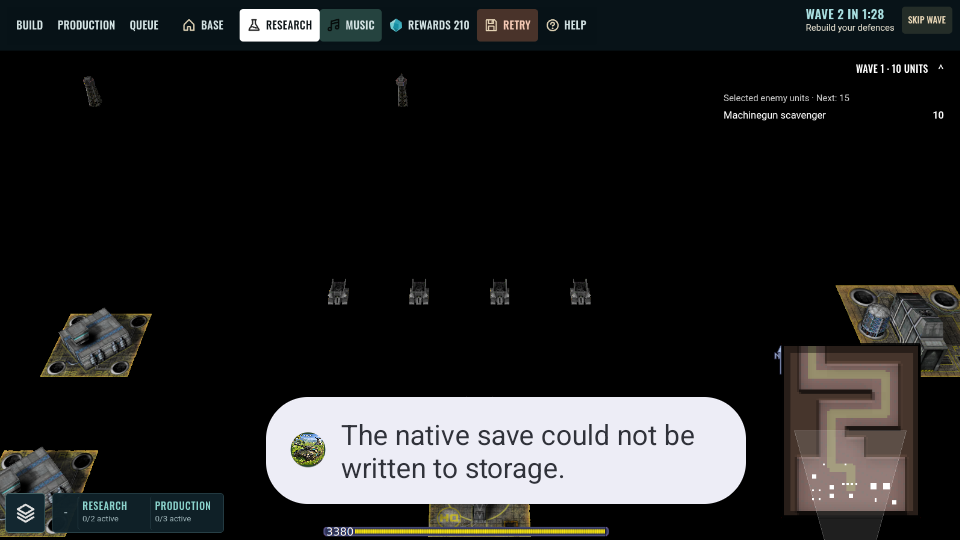 BUILD PRODUCTION QUEUE BASE RESEARCH MUSIC REWARDS 210 RETRY HELP
WAVE 2 IN 1:28
Rebuild your defences
SKIP WAVE
WAVE 1 · 10 UNITS ^
Selected enemy units · Next: 15
Machinegun scavenger 10
The native save could not be
written to storage.
RESEARCH
0/2 active
PRODUCTION
0/3 active
HQ
3380